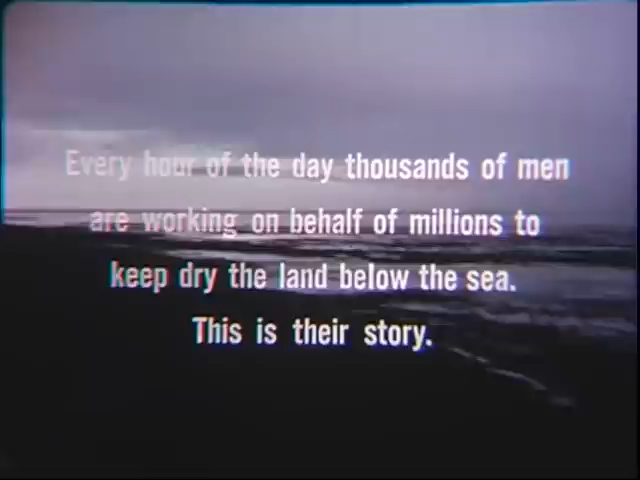 Every hour of the day thousands of men
are working on behalf of millions to
keep dry the land below the sea.
This is their story.